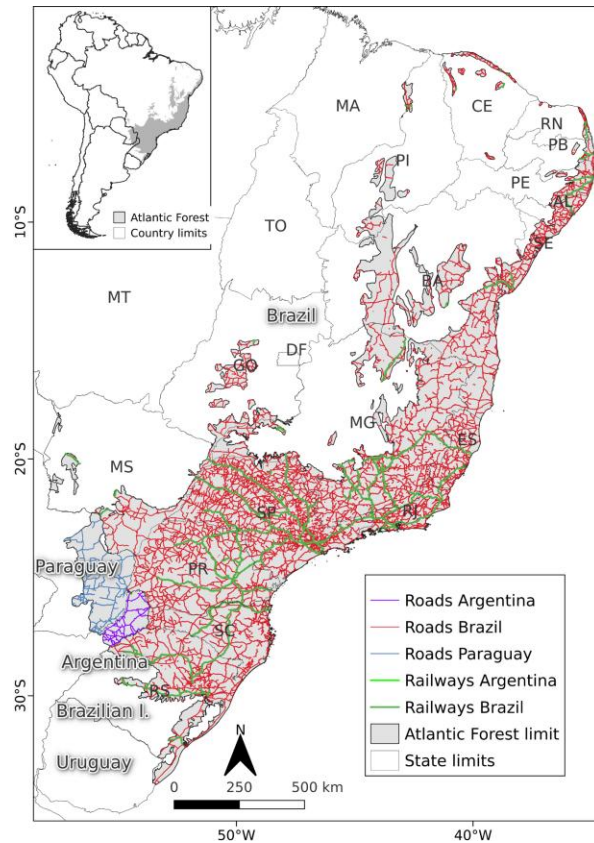 Atlantic Forest
Country limits
MA
CE
RN
PB
PI
PE
AL
TO
SE
10°S
BA
MT
Brazil
DF
GO
MG
ES
20°S
MS
SP
RJ
PR
Paraguay
SC
Argentina
RS
30°S
Brazilian I.
Uruguay
Roads Argentina
Roads Brazil
Roads Paraguay
Railways Argentina
Railways Brazil
Atlantic Forest limit
State limits
N
0 250 500 km
50°W 40°W